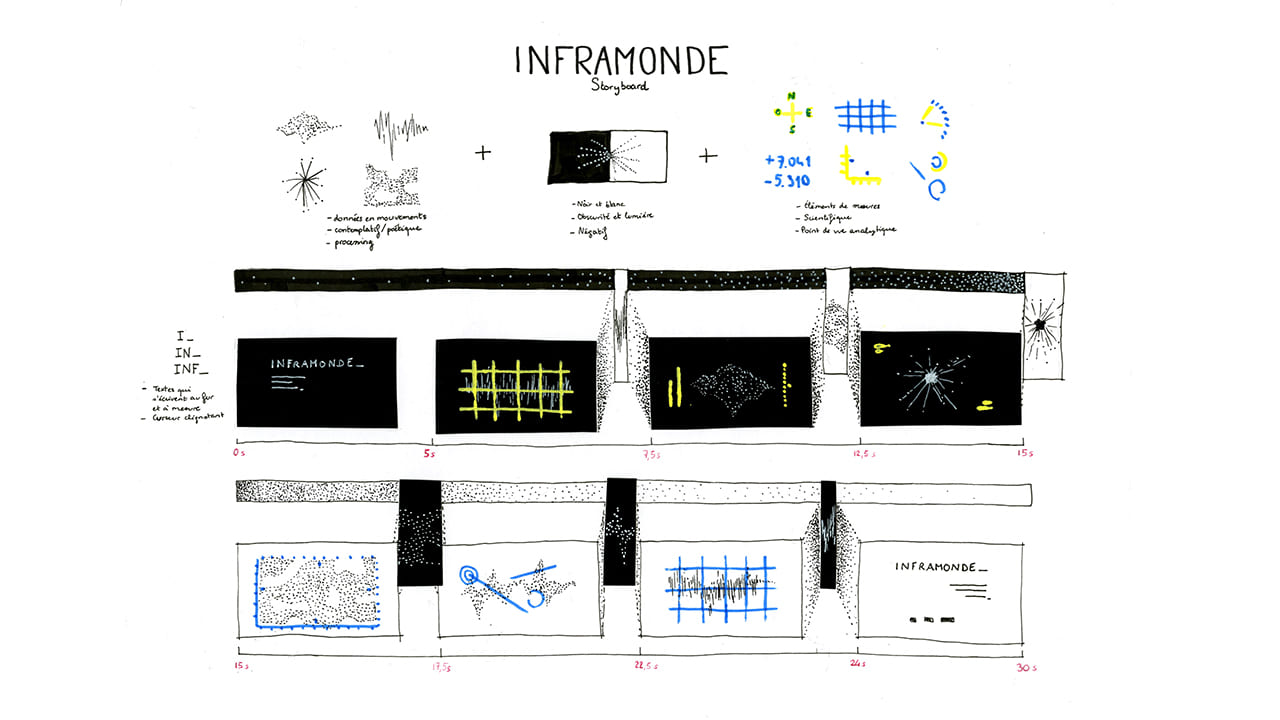 INFRAMONDE
Storyboard
N
O E
S
+7.041
-5.310
- données en mouvements
- contemplatif/poétique
- processing
- Noir et blanc
- Obscurité et lumière
- Négatif
- Éléments de mesures
- Scientifique
- Point de vue analytique
I_
IN_
INF_
- Textes qui
s'écrivent au fur
et à mesure
- Curseur clignotant
INFRAMONDE_
0s
5s
7,5s
12,5s
15s
INFRAMONDE_
15s
17,5s
22,5s
24s
30s